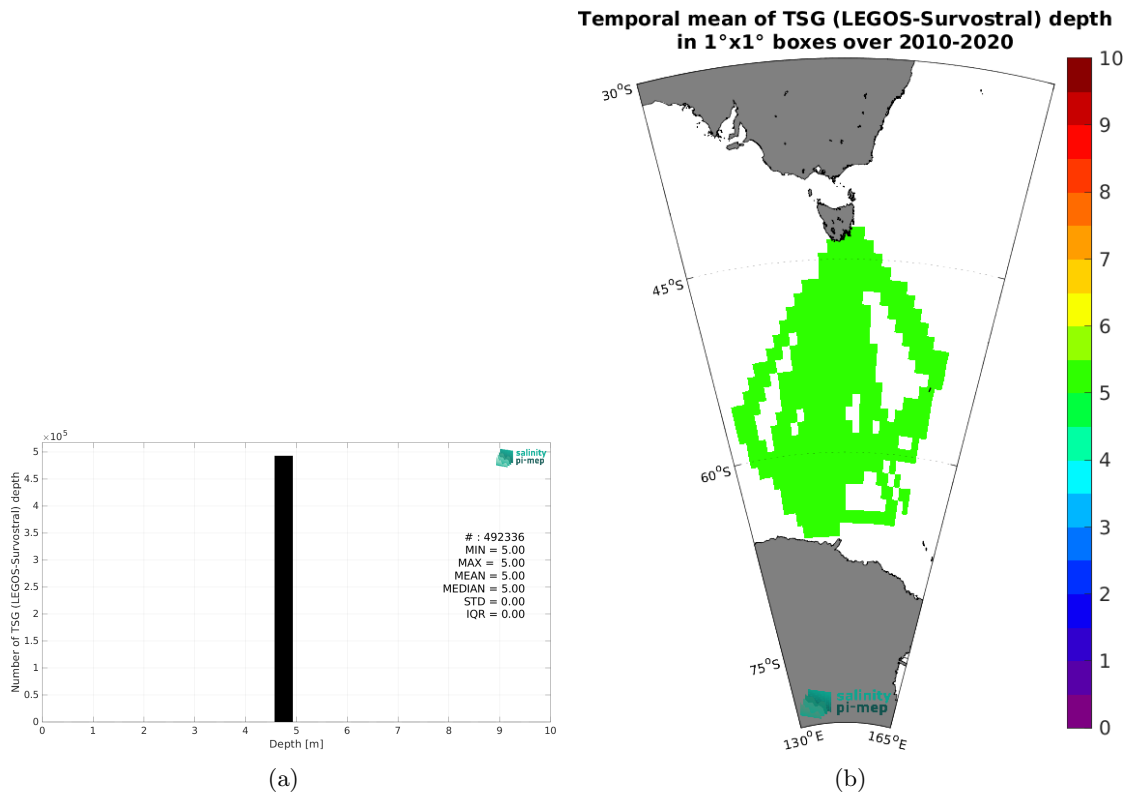 Temporal mean of TSG (LEGOS-Survostral) depth
in 1°x1° boxes over 2010-2020
30°S
45°S
60°S
75°S
130°E
165°E
salinity
pi-mep
10
9
8
7
6
5
4
3
2
1
0
×10^5
5
4.5
4
3.5
3
2.5
2
1.5
1
0.5
0
Number of TSG (LEGOS-Survostral) depth
salinity
pi-mep
# : 492336
MIN = 5.00
MAX = 5.00
MEAN = 5.00
MEDIAN = 5.00
STD = 0.00
IQR = 0.00
0 1 2 3 4 5 6 7 8 9 10
Depth [m]
(a)
(b)